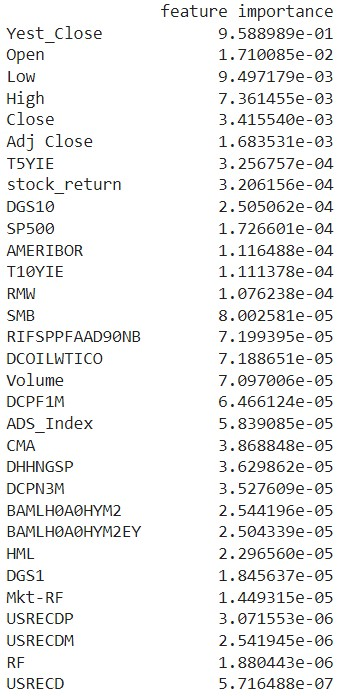 feature importance
Yest_Close 9.588989e-01
Open 1.710085e-02
Low 9.497179e-03
High 7.361455e-03
Close 3.415540e-03
Adj Close 1.683531e-03
T5YIE 3.256757e-04
stock_return 3.206156e-04
DGS10 2.505062e-04
SP500 1.726601e-04
AMERIBOR 1.116488e-04
T10YIE 1.111378e-04
RMW 1.076238e-04
SMB 8.002581e-05
RIFSPPFAAD90NB 7.199395e-05
DCOILWTICO 7.188651e-05
Volume 7.097006e-05
DCPF1M 6.466124e-05
ADS_Index 5.839085e-05
CMA 3.868848e-05
DHHNGSP 3.629862e-05
DCPN3M 3.527609e-05
BAMLH0A0HYM2 2.544196e-05
BAMLH0A0HYM2EY 2.504339e-05
HML 2.296560e-05
DGS1 1.845637e-05
Mkt-RF 1.449315e-05
USRECDP 3.071553e-06
USRECDM 2.541945e-06
RF 1.880443e-06
USRECD 5.716488e-07